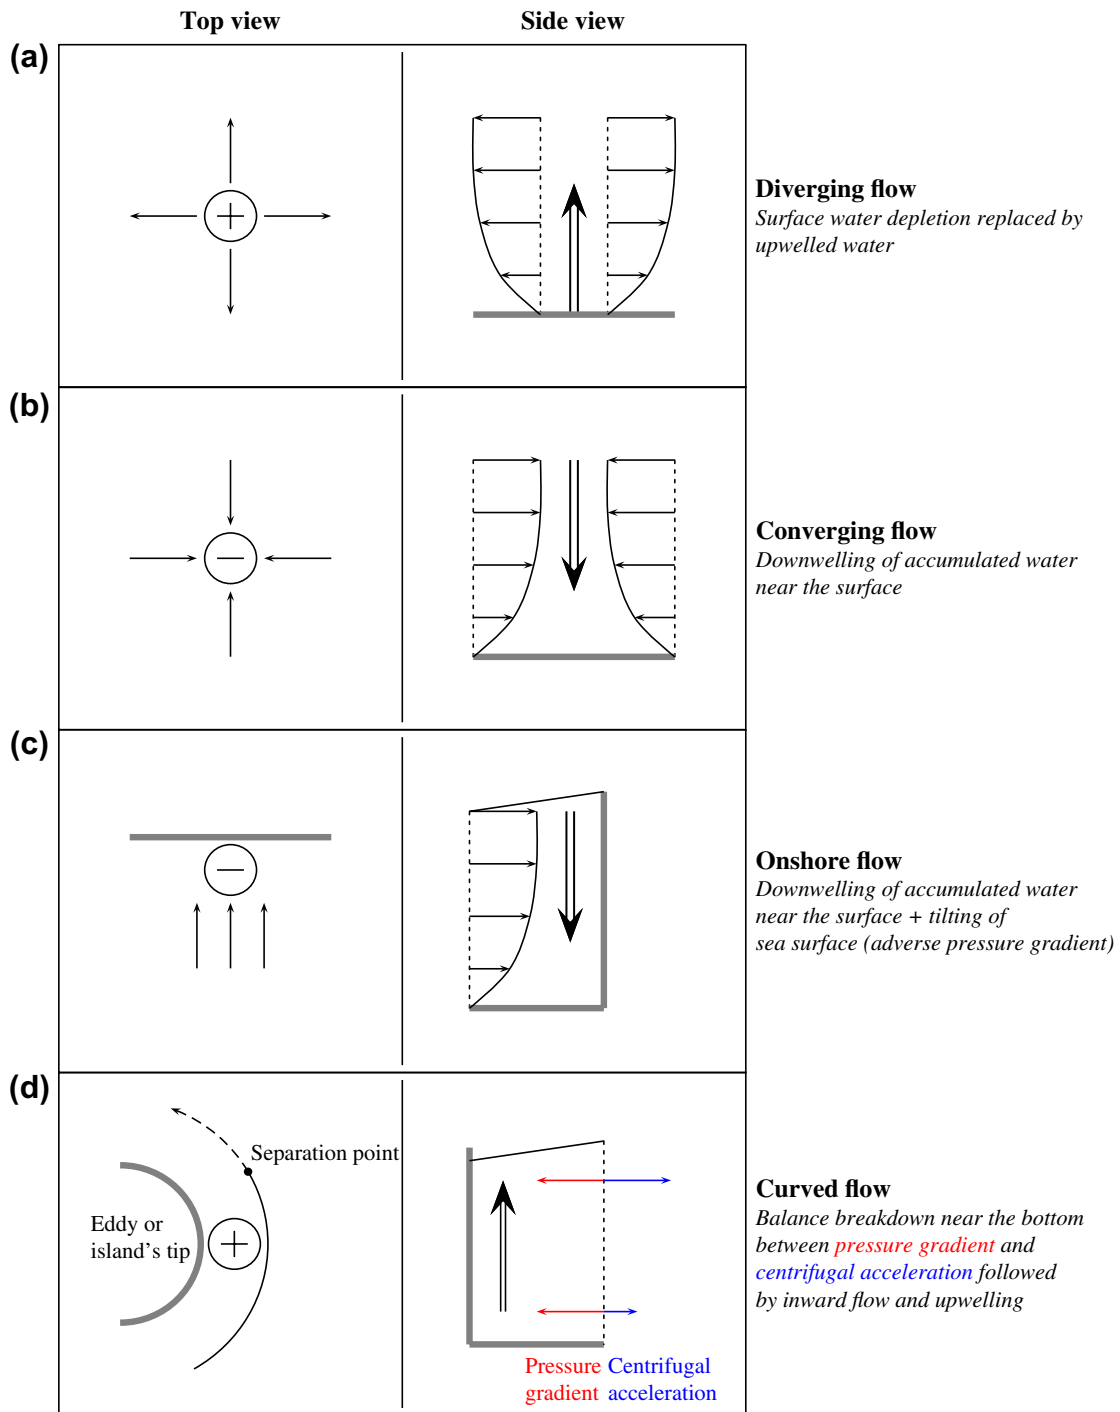 Top view
Side view
(a)
Diverging flow
Surface water depletion replaced by
upwelled water
(b)
Converging flow
Downwelling of accumulated water
near the surface
(c)
Onshore flow
Downwelling of accumulated water
near the surface + tilting of
sea surface (adverse pressure gradient)
(d)
Separation point
Eddy or
island's tip
Pressure
gradient
Centrifugal
acceleration
Curved flow
Balance breakdown near the bottom
between pressure gradient and
centrifugal acceleration followed
by inward flow and upwelling